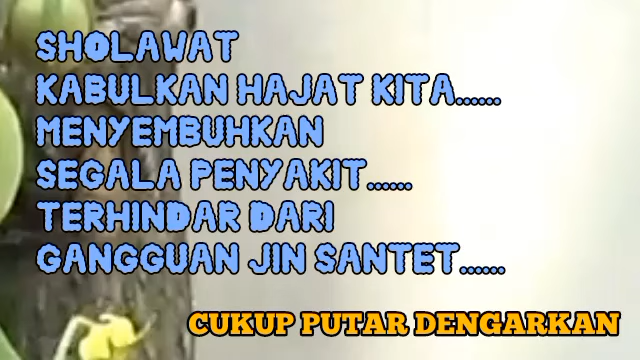 SHOLAWAT
KABULKAN HAJAT KITA......
MENYEMBUHKAN
SEGALA PENYAKIT......
TERHINDAR DARI
GANGGUAN JIN SANTET......
CUKUP PUTAR DENGARKAN